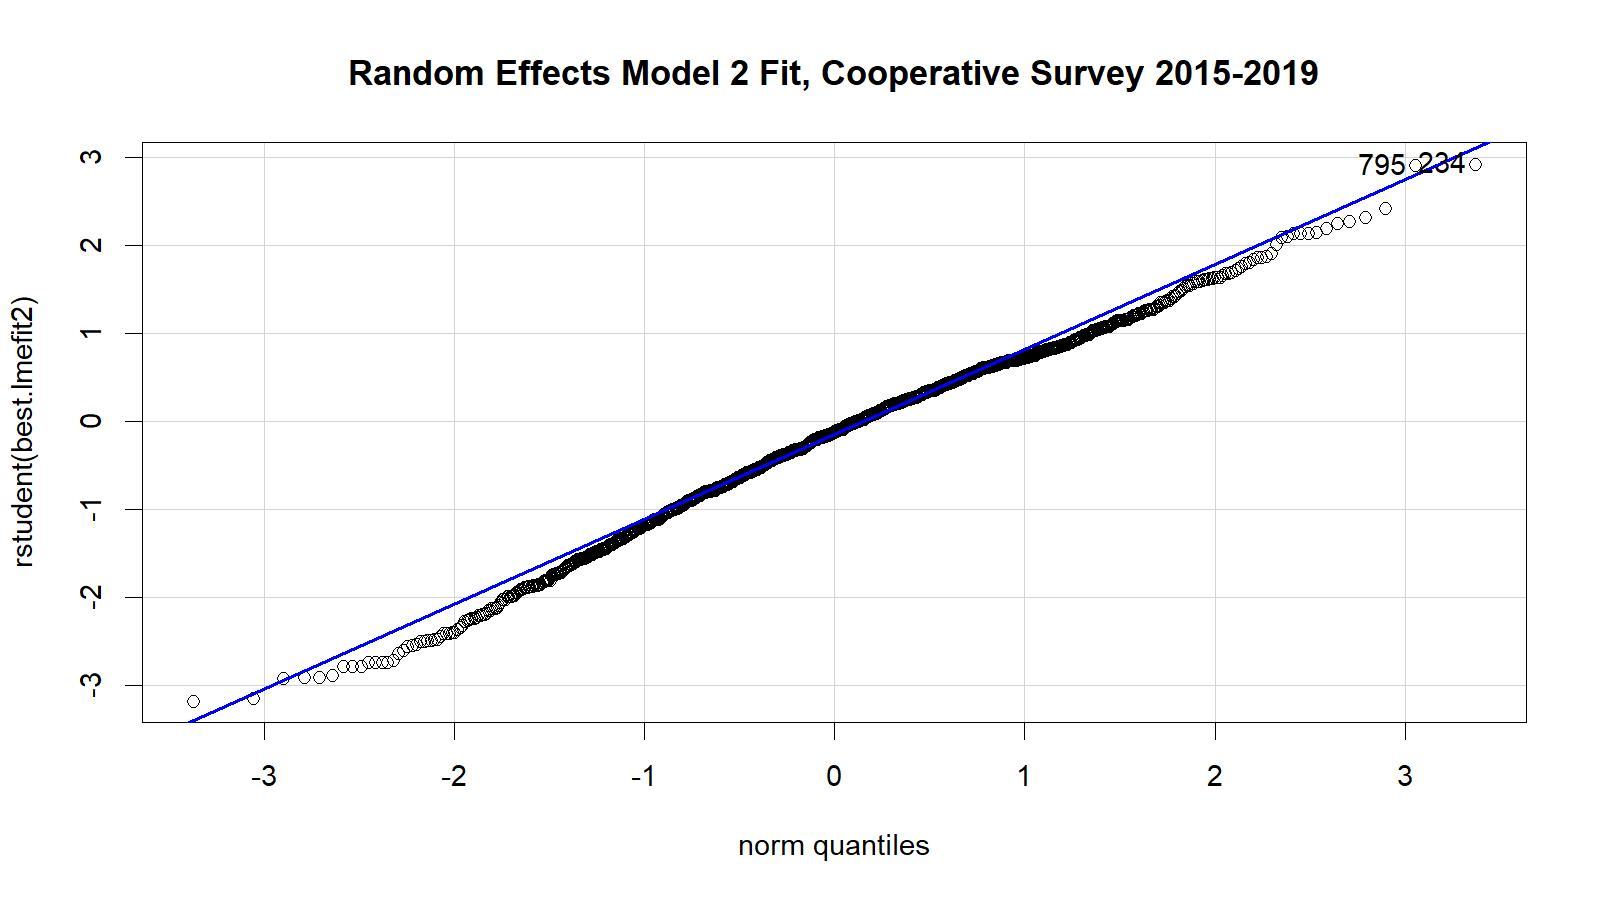 Random Effects Model 2 Fit, Cooperative Survey 2015-2019
3
795
234
2
1
0
-1
-2
-3
rstudent(best.lmefit2)
-3 -2 -1 0 1 2 3
norm quantiles